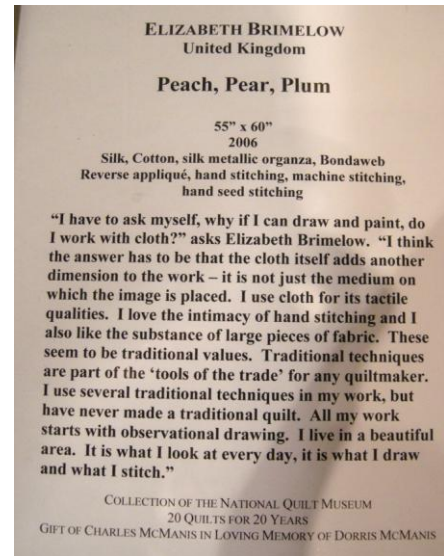 ELIZABETH BRIMELOW
United Kingdom
Peach, Pear, Plum
55” x 60”
2006
Silk, Cotton, silk metallic organza, Bondaweb
Reverse appliqué, hand stitching, machine stitching,
hand seed stitching
“I have to ask myself, why if I can draw and paint, do
I work with cloth?” asks Elizabeth Brimelow. “I think
the answer has to be that the cloth itself adds another
dimension to the work – it is not just the medium on
which the image is placed. I use cloth for its tactile
qualities. I love the intimacy of hand stitching and I
also like the substance of large pieces of fabric. These
seem to be traditional values. Traditional techniques
are part of the ‘tools of the trade’ for any quiltmaker.
I use several traditional techniques in my work, but
have never made a traditional quilt. All my work
starts with observational drawing. I live in a beautiful
area. It is what I look at every day, it is what I draw
and what I stitch.”
COLLECTION OF THE NATIONAL QUILT MUSEUM
20 QUILTS FOR 20 YEARS
GIFT OF CHARLES MCMANIS IN LOVING MEMORY OF DORRIS MCMANIS